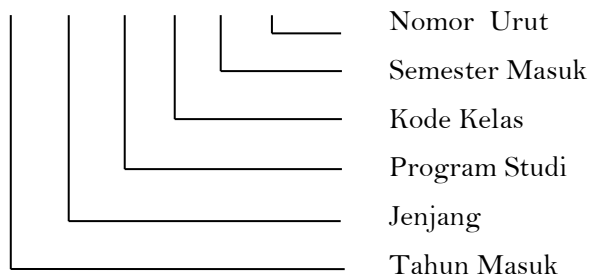 Nomor Urut
Semester Masuk
Kode Kelas
Program Studi
Jenjang
Tahun Masuk